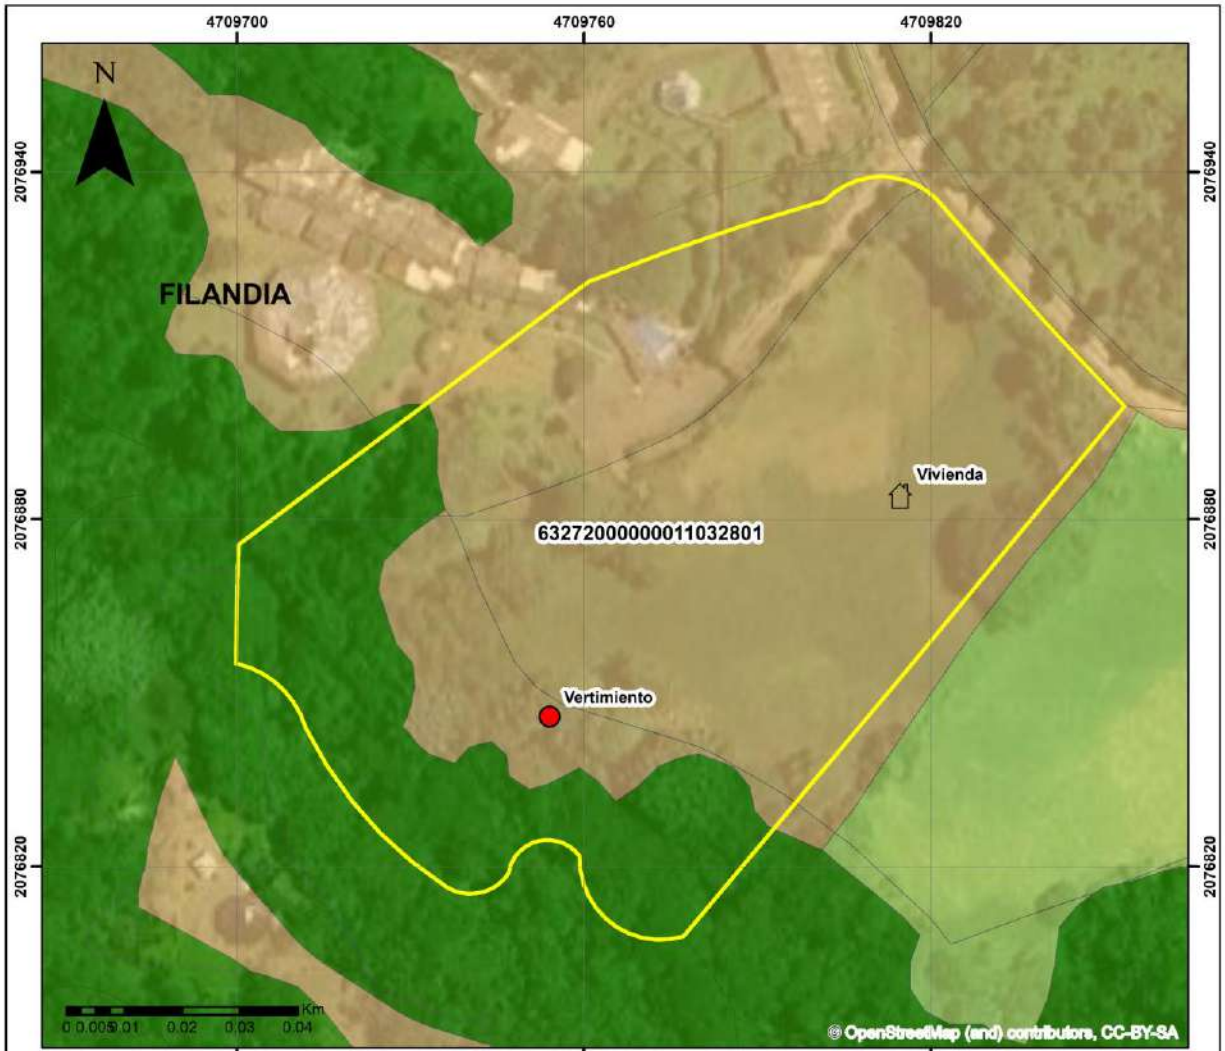 4709700 4709760 4709820
N
2076940 2076940
FILANDIA
Vivienda
2076880 2076880
632720000000011032801
Vertimiento
2076820 2076820
Km
0 0.005 0.01 0.02 0.03 0.04
© OpenStreetMap (and) contributors, CC-BY-SA